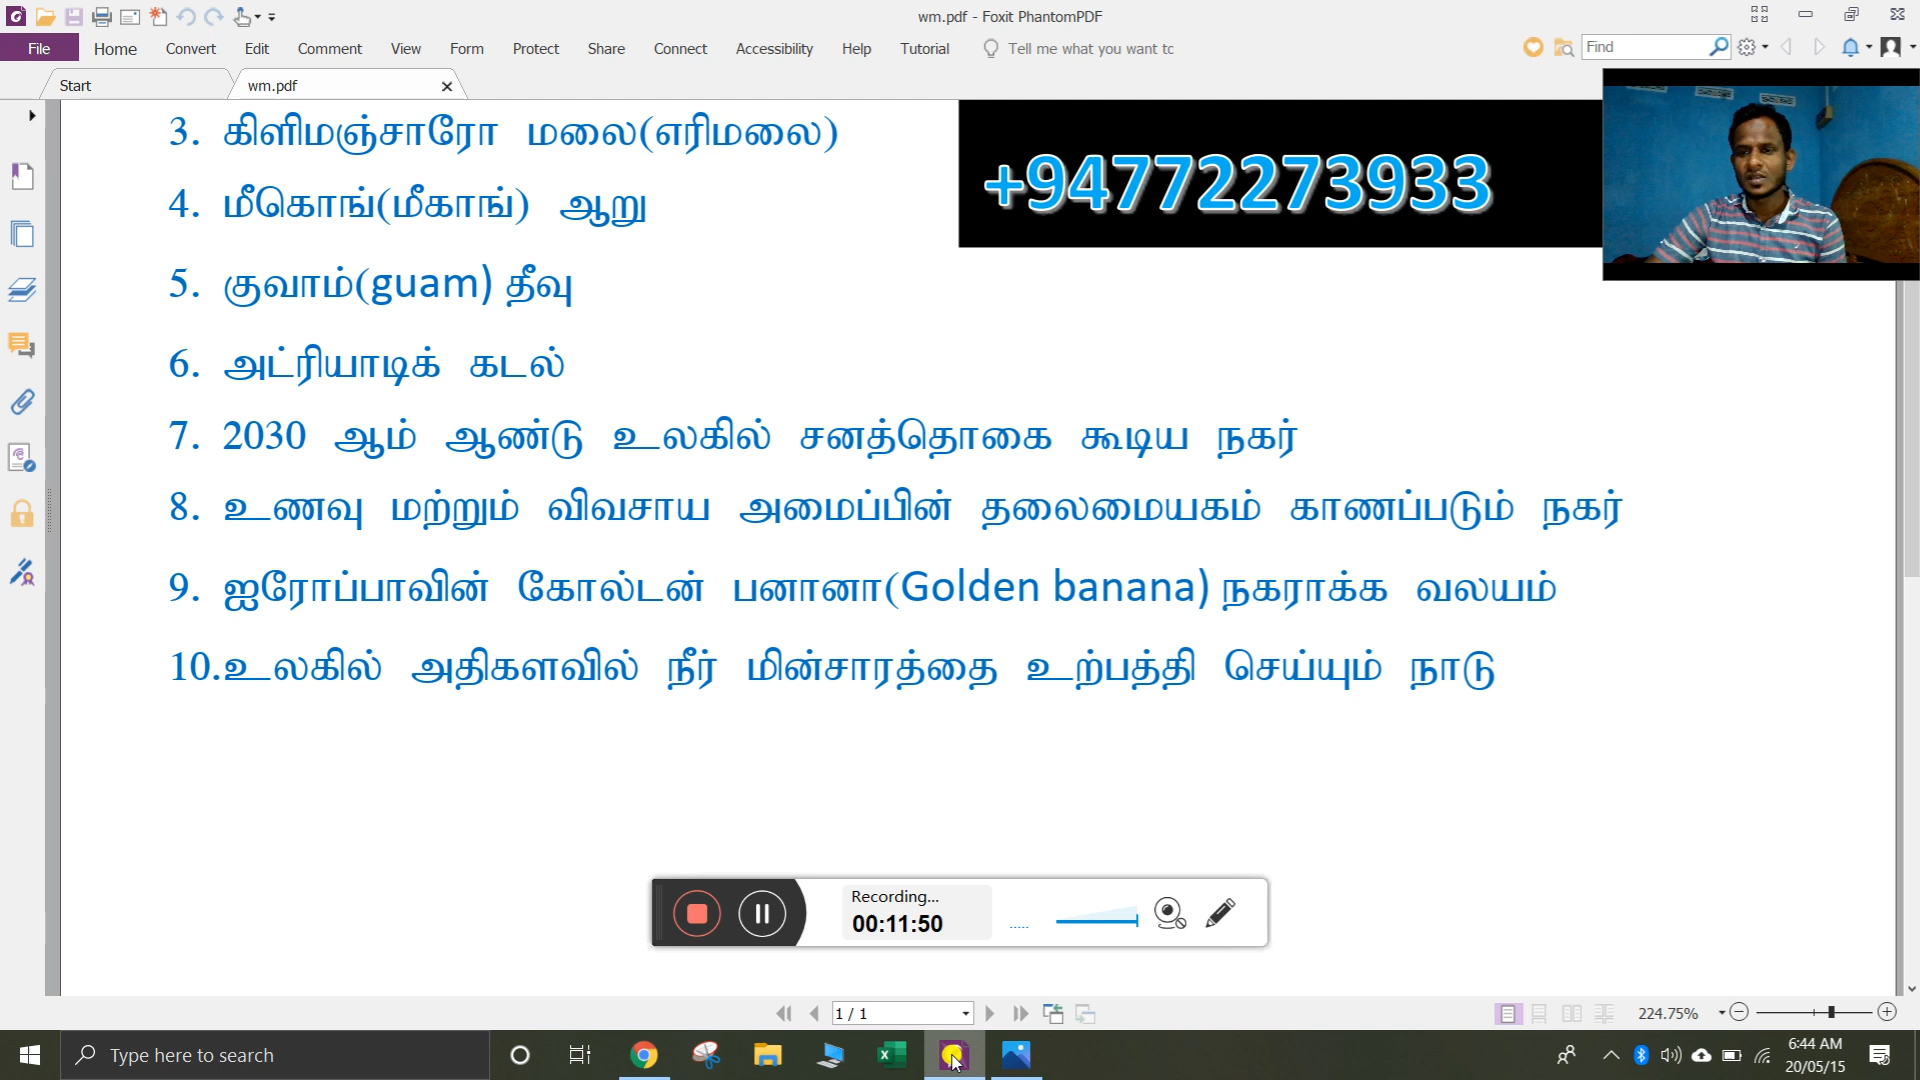 wm.pdf - Foxit PhantomPDF
File Home Convert Edit Comment View Form Protect Share Connect Accessibility Help Tutorial Tell me what you want to Find
Start wm.pdf
3. கிளிமஞ்சாரோ மலை(எரிமலை)
+94772273933
4. மீகொங்(மீகாங்) ஆறு
5. குவாம்(guam) தீவு
6. அட்ரியாடிக் கடல்
7. 2030 ஆம் ஆண்டு உலகில் சனத்தொகை கூடிய நகர்
8. உணவு மற்றும் விவசாய அமைப்பின் தலைமையகம் காணப்படும் நகர்
9. ஐரோப்பாவின் கோல்டன் பனானா(Golden banana) நகராக்க வலயம்
10.உலகில் அதிகளவில் நீர் மின்சாரத்தை உற்பத்தி செய்யும் நாடு
Recording...
00:11:50
1 / 1
224.75%
Type here to search
6:44 AM
20/05/15